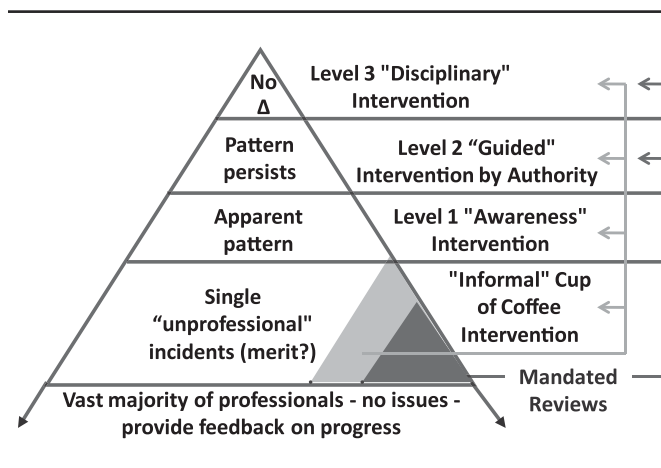 No
Δ
Level 3 "Disciplinary"
Intervention
Pattern
persists
Level 2 “Guided”
Intervention by Authority
Apparent
pattern
Level 1 "Awareness"
Intervention
Single
“unprofessional"
incidents (merit?)
"Informal" Cup
of Coffee
Intervention
Mandated
Reviews
Vast majority of professionals - no issues -
provide feedback on progress